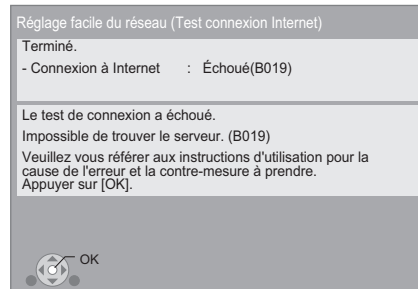 Réglage facile du réseau (Test connexion Internet)
Terminé.
- Connexion à Internet : Échoué(B019)
Le test de connexion a échoué.
Impossible de trouver le serveur. (B019)
Veuillez vous référer aux instructions d'utilisation pour la
cause de l'erreur et la contre-mesure à prendre.
Appuyer sur [OK].
OK